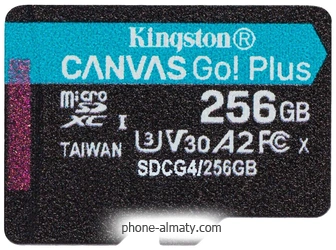 Kingston®
CANVAS Go! Plus
micro SD XC I 256GB
TAIWAN U3 V30 A2 FC X
SDCG4/256GB
phone-almaty.com